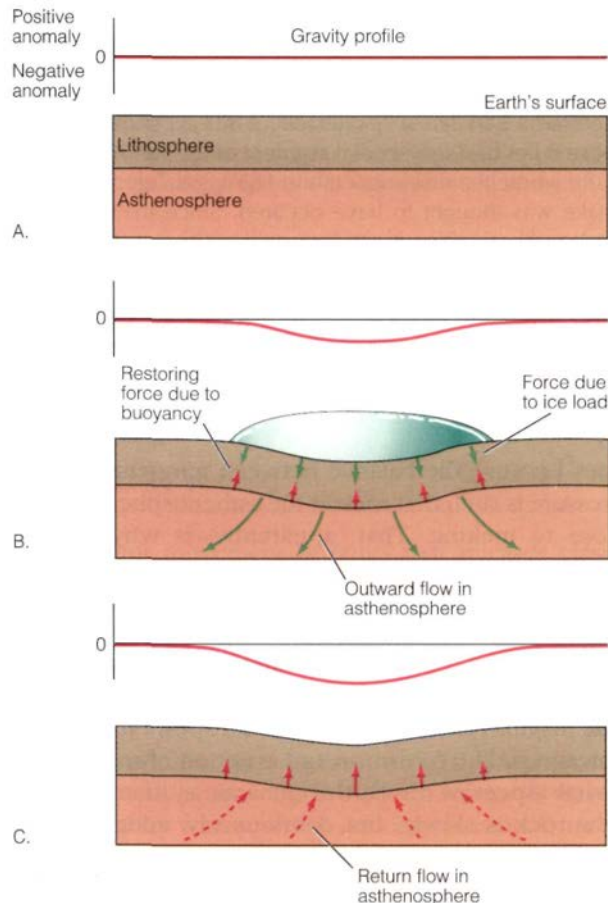 Positive
anomaly
0
Negative
anomaly
Gravity profile
Earth's surface
Lithosphere
Asthenosphere
A.
0
Restoring
force due to
buoyancy
Force due
to ice load
B.
Outward flow in
asthenosphere
0
C.
Return flow in
asthenosphere